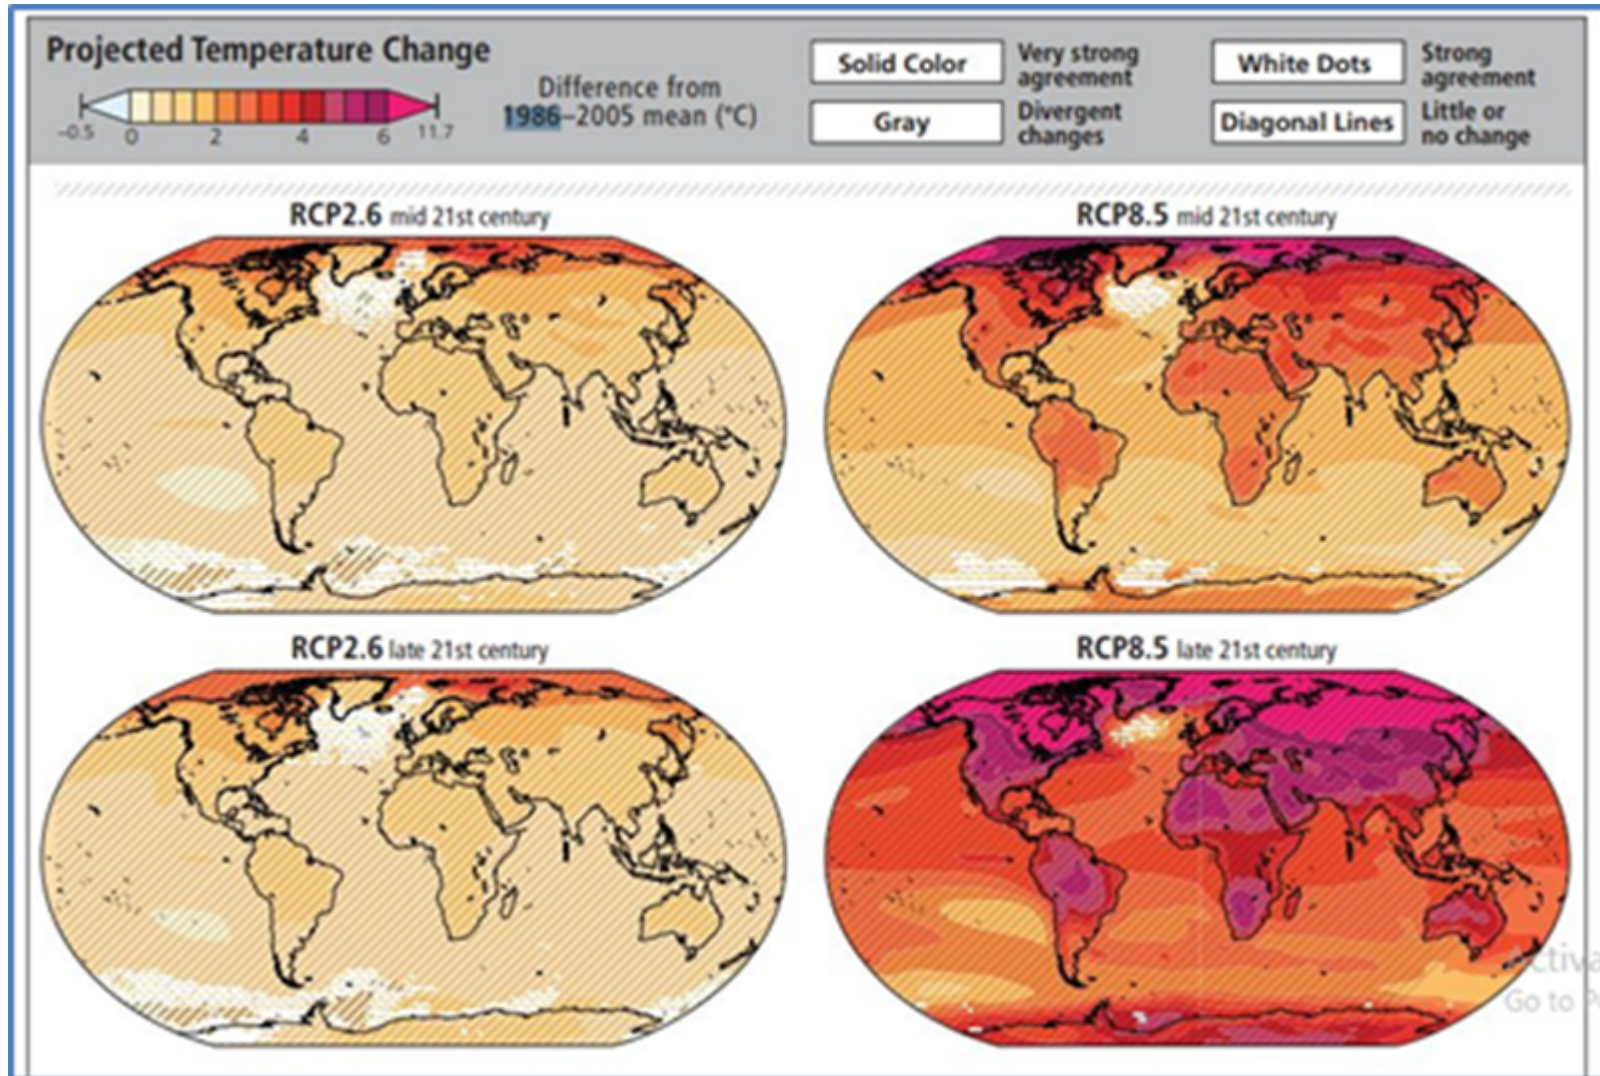 Projected Temperature Change
−0.5 0 2 4 6 11.7
Difference from
1986–2005 mean (°C)
Solid Color
Very strong
agreement
White Dots
Strong
agreement
Gray
Divergent
changes
Diagonal Lines
Little or
no change
RCP2.6 mid 21st century
RCP8.5 mid 21st century
RCP2.6 late 21st century
RCP8.5 late 21st century
Go to